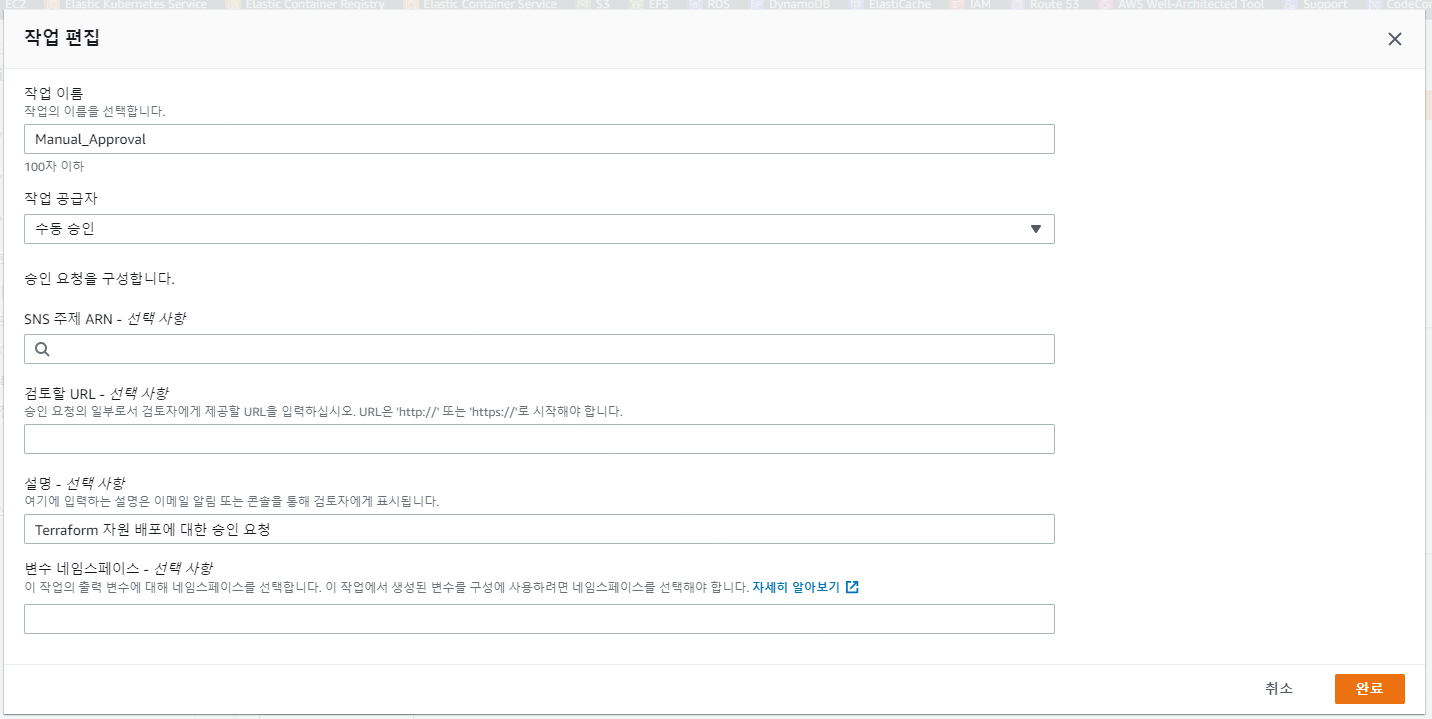 EC2 Elastic Kubernetes Service Elastic Container Registry Elastic Container Service S3 EFS RDS DynamoDB ElastiCache IAM Route 53 AWS Well-Architected Tool Support
작업 편집
작업 이름
작업의 이름을 선택합니다.
Manual_Approval
100자 이하
작업 공급자
수동 승인
승인 요청을 구성합니다.
SNS 주제 ARN - 선택 사항
검토할 URL - 선택 사항
승인 요청의 일부로서 검토자에게 제공할 URL을 입력하십시오. URL은 'http://' 또는 'https://'로 시작해야 합니다.
설명 - 선택 사항
여기에 입력하는 설명은 이메일 알림 또는 콘솔을 통해 검토자에게 표시됩니다.
Terraform 자원 배포에 대한 승인 요청
변수 네임스페이스 - 선택 사항
이 작업의 출력 변수에 대해 네임스페이스를 선택합니다. 이 작업에서 생성된 변수를 구성에 사용하려면 네임스페이스를 선택해야 합니다. 자세히 알아보기
취소
완료